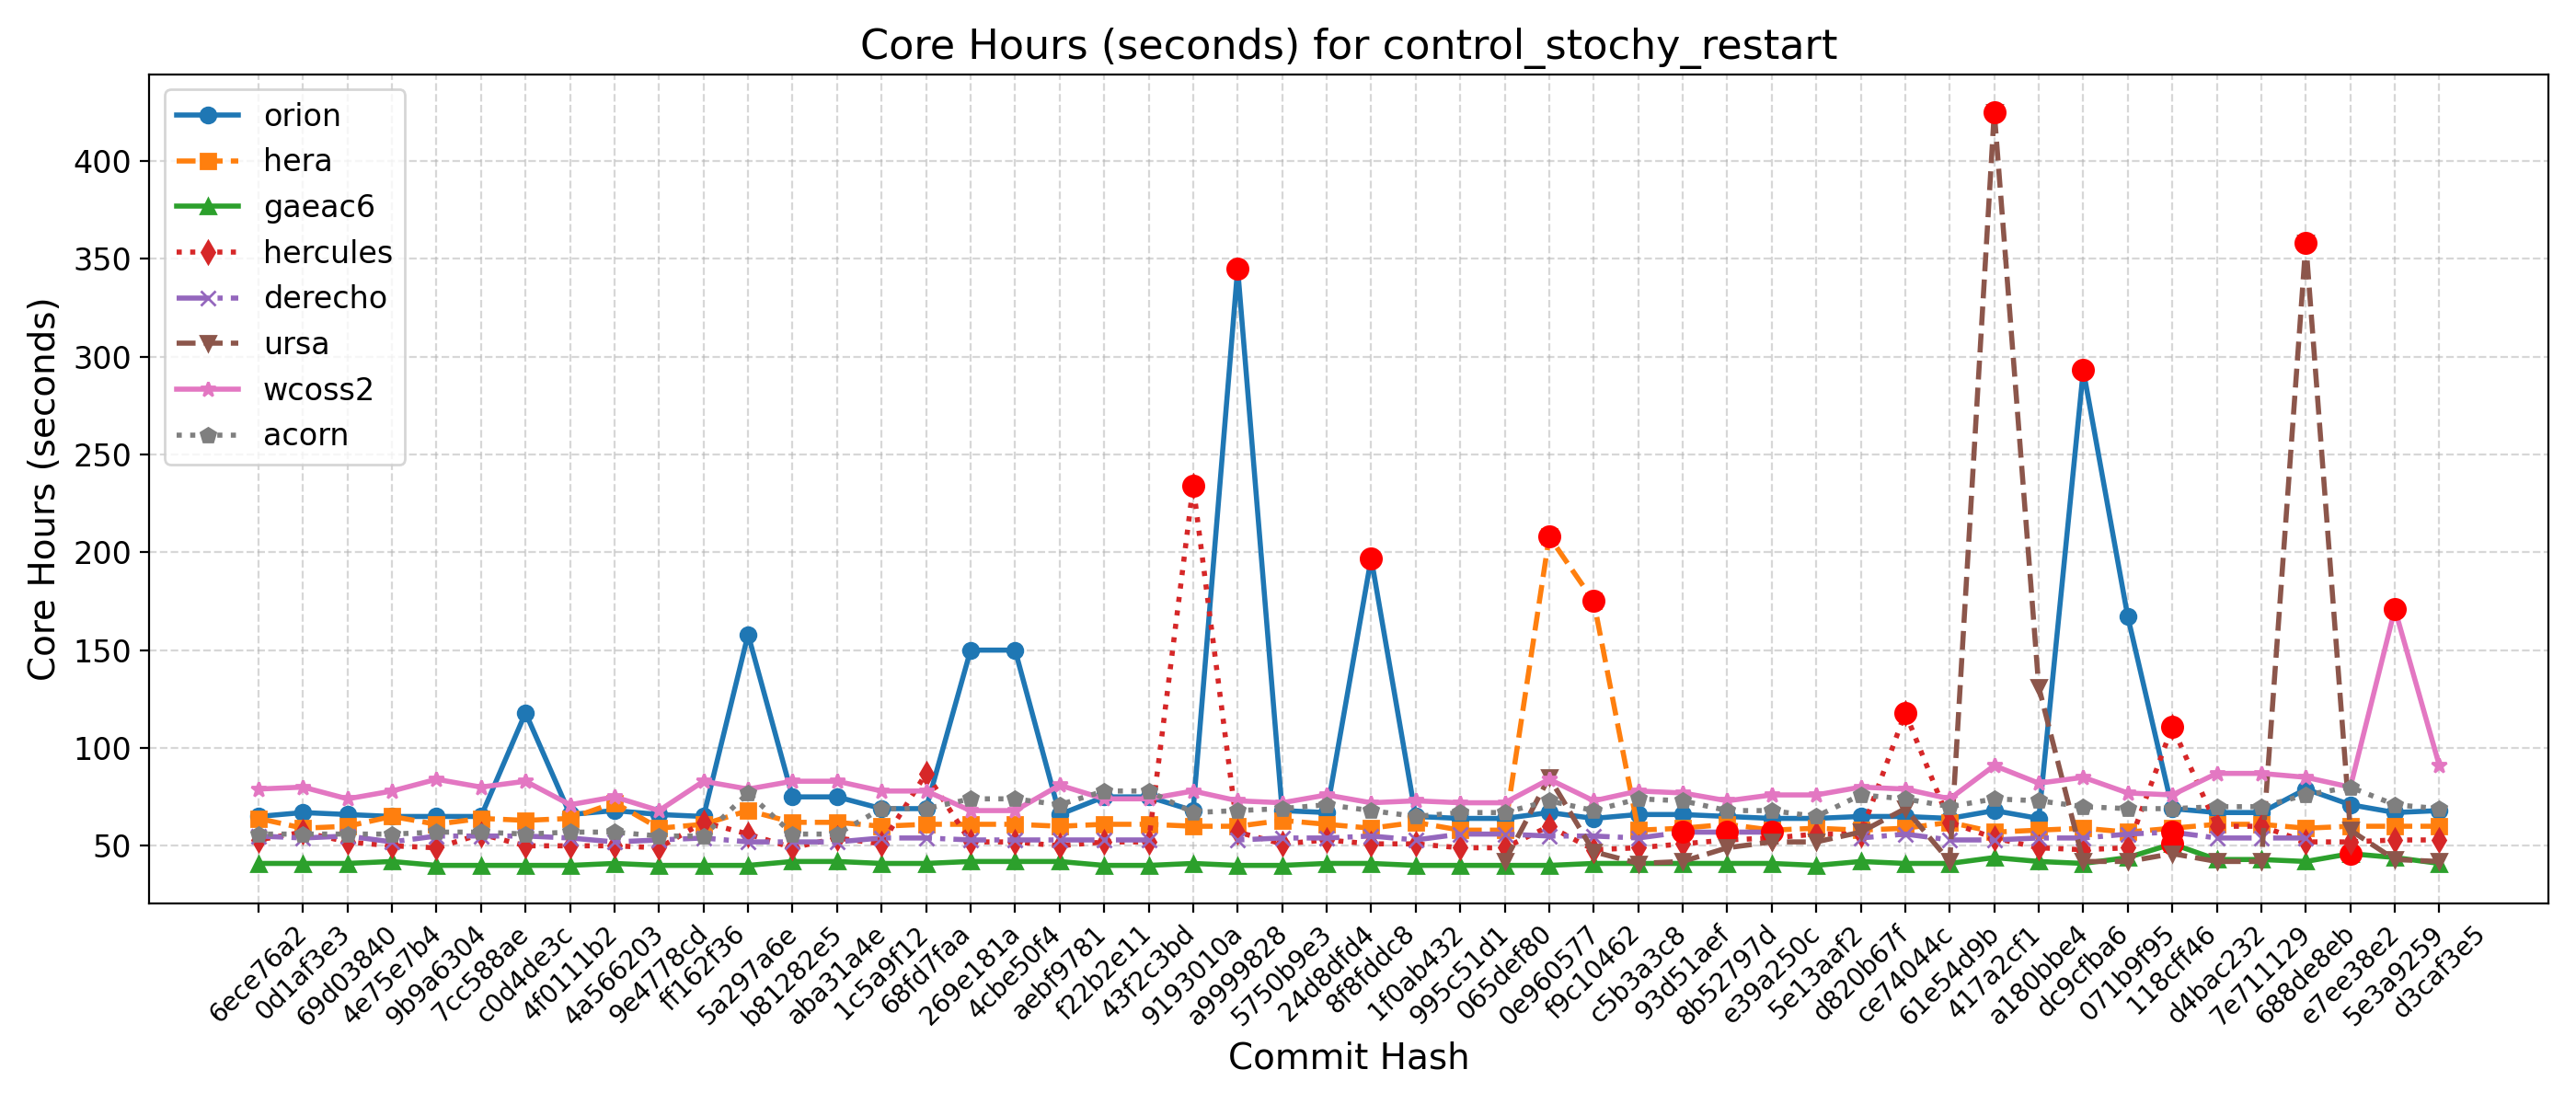 Core Hours (seconds) for control_stochy_restart
orion
hera
gaeac6
hercules
derecho
ursa
wcoss2
acorn
Core Hours (seconds)
400
350
300
250
200
150
100
50
6ece76a2
0d1af3e3
69d03840
4e75e7b4
9b9a6304
7cc588ae
c0d4de3c
4f0111b2
4a566203
9e4778cd
ff162f36
5a297a6e
b81282e5
aba31a4e
1c5a9f12
68fd7faa
269e181a
4cbe50f4
aebf9781
f22b2e11
43f2c3bd
9193010a
a9999828
5750b9e3
24d8dfd4
8f8fddc8
1f0ab432
995c51d1
065def80
0e960577
f9c10462
c5b3a3c8
93d51aef
8b52797d
e39a250c
5e13aaf2
d820b67f
ce74044c
61e54d9b
417a2cf1
a180bbe4
dc9cfba6
071b9f95
118cff46
d4bac232
7e711129
688de8eb
e7ee38e2
5e3a9259
d3caf3e5
Commit Hash